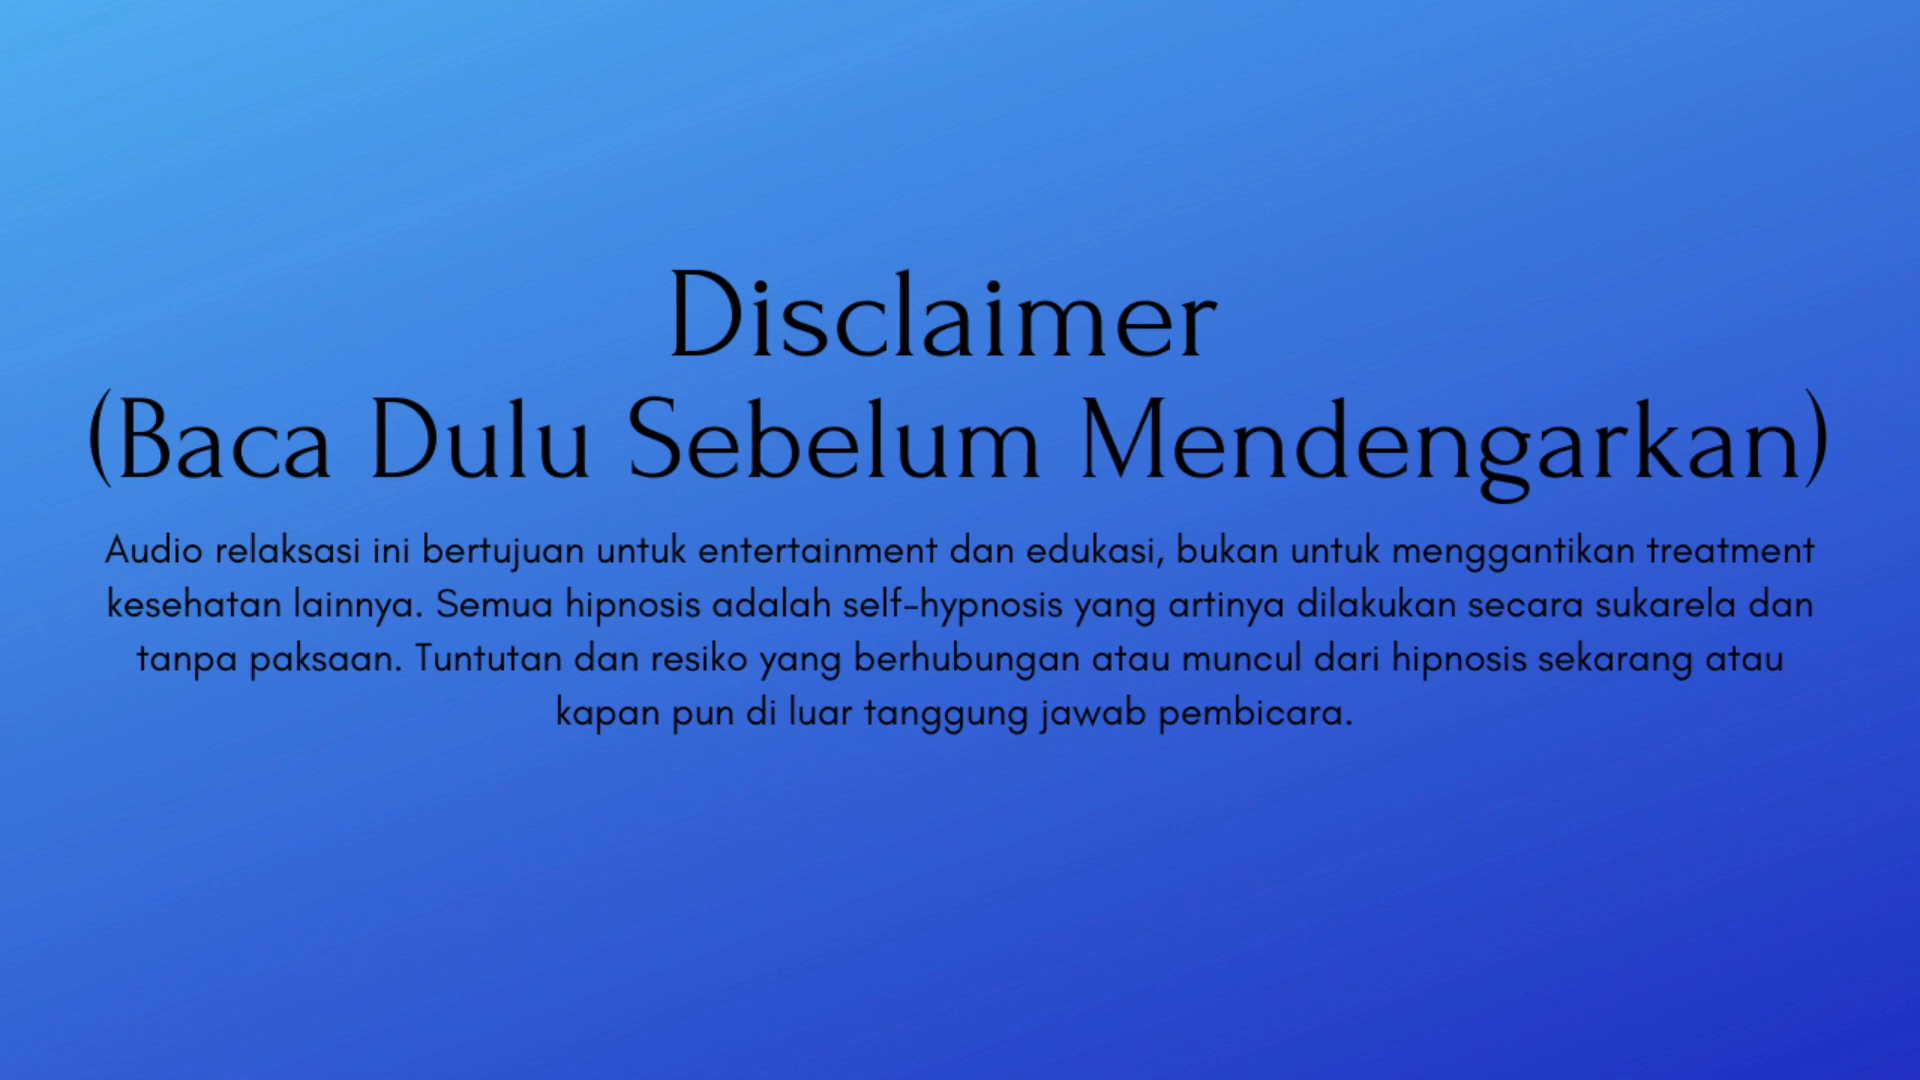 Disclaimer
(Baca Dulu Sebelum Mendengarkan)
Audio relaksasi ini bertujuan untuk entertainment dan edukasi, bukan untuk menggantikan treatment
kesehatan lainnya. Semua hipnosis adalah self-hypnosis yang artinya dilakukan secara sukarela dan
tanpa paksaan. Tuntutan dan resiko yang berhubungan atau muncul dari hipnosis sekarang atau
kapan pun di luar tanggung jawab pembicara.